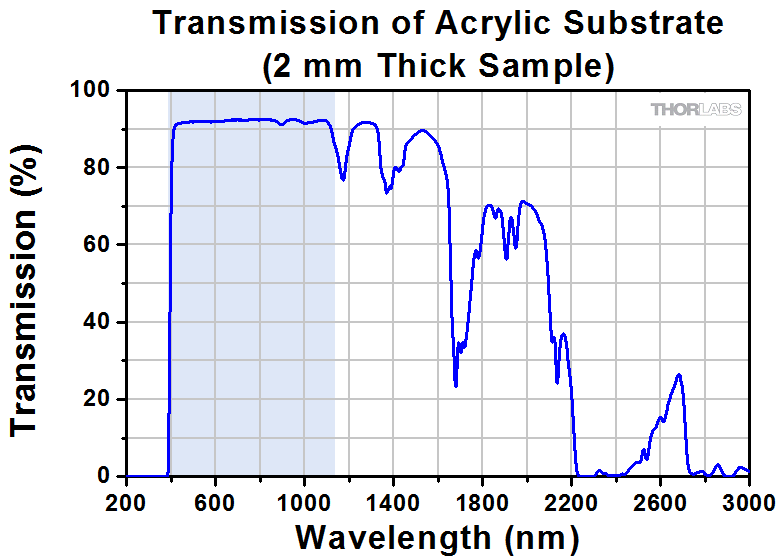 Transmission of Acrylic Substrate
(2 mm Thick Sample)
THORLABS
Transmission (%)
100
80
60
40
20
0
200 600 1000 1400 1800 2200 2600 3000
Wavelength (nm)